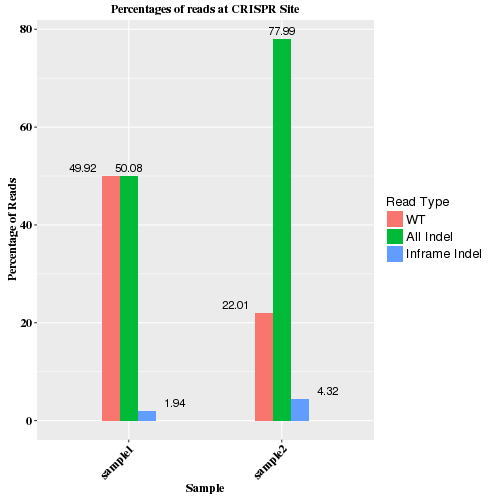 Percentages of reads at CRISPR Site
Percentage of Reads
80
60
40
20
0
49.92
50.08
1.94
22.01
77.99
4.32
sample1
sample2
Sample
Read Type
WT
All Indel
Inframe Indel